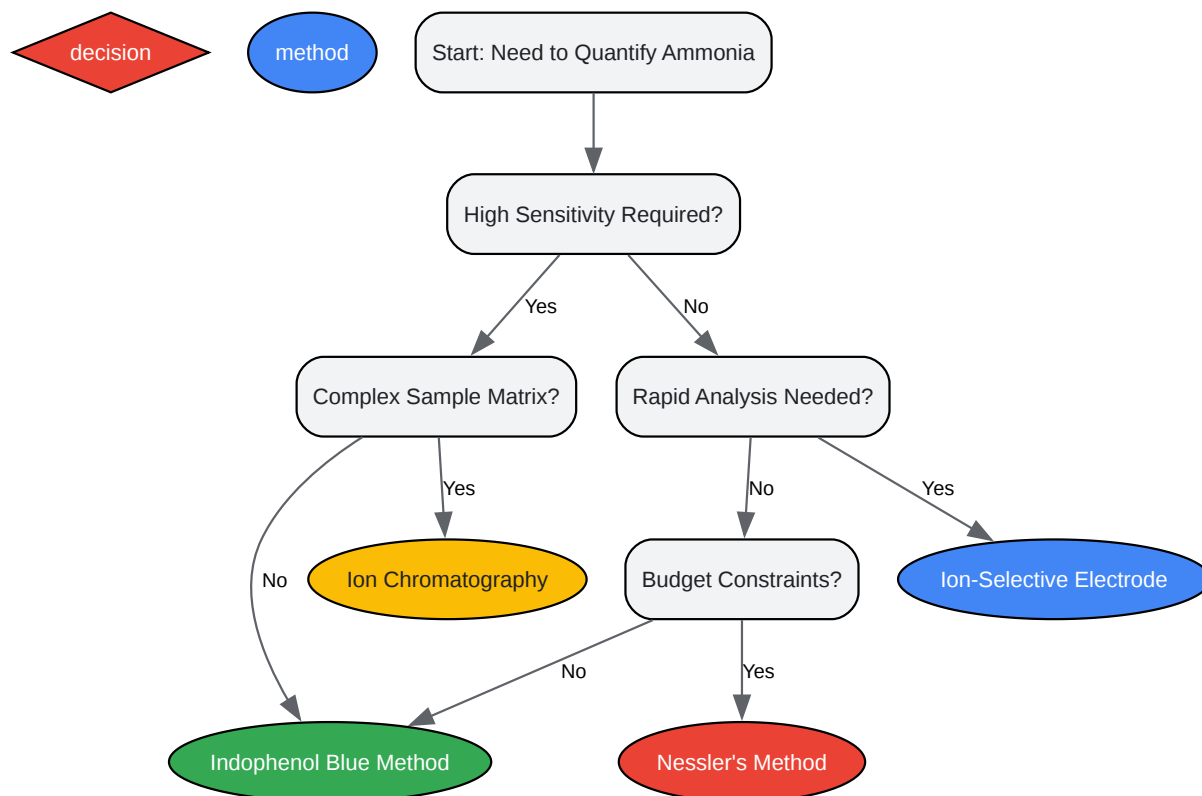 decision
method
Start: Need to Quantify Ammonia
High Sensitivity Required?
Yes
No
Complex Sample Matrix?
Rapid Analysis Needed?
Yes
No
Yes
No
Ion Chromatography
Budget Constraints?
Ion-Selective Electrode
No
Yes
Indophenol Blue Method
Nessler's Method